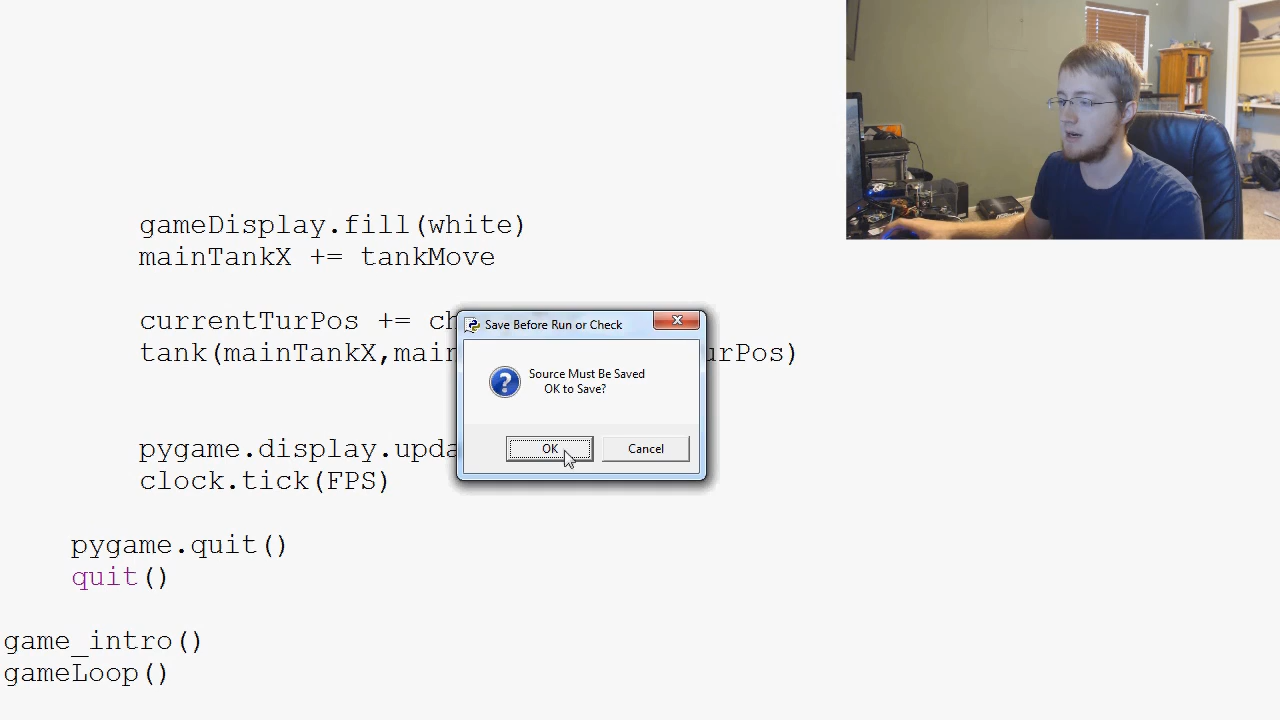 gameDisplay.fill(white)
mainTankX += tankMove
currentTurPos += ch
tank(mainTankX,main urPos)
Save Before Run or Check
Source Must Be Saved
OK to Save?
OK Cancel
pygame.display.upda
clock.tick(FPS)
pygame.quit()
quit()
game_intro()
gameLoop()